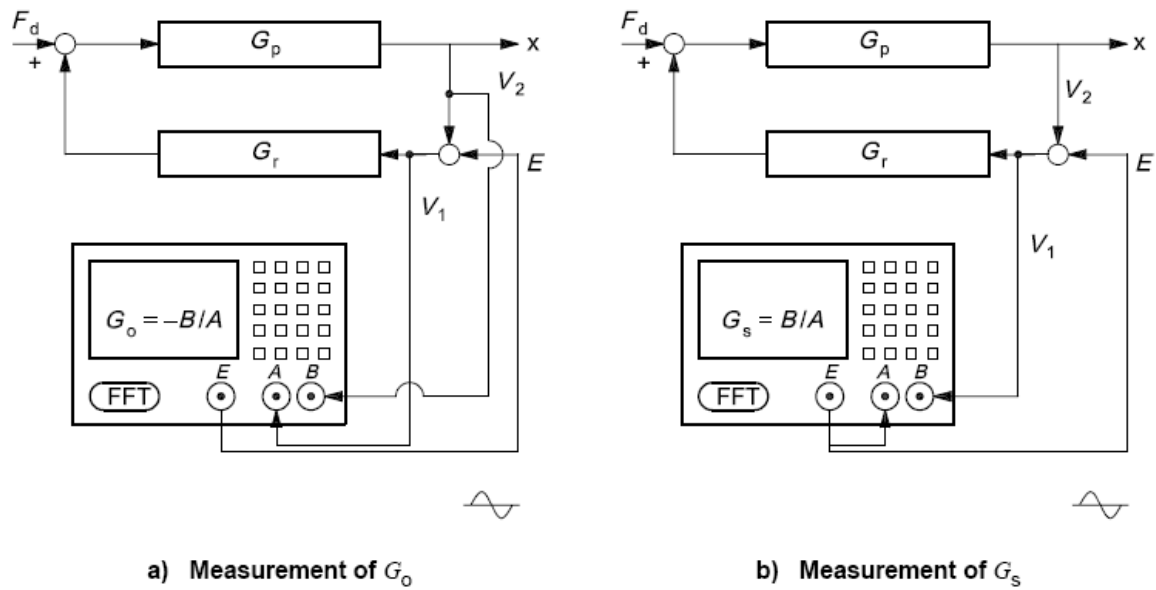 F_d
+
G_p
x
V_2
G_r
E
V_1
G_o = –B/A
E A B
FFT
a) Measurement of G_o
F_d
+
G_p
x
V_2
G_r
E
V_1
G_s = B/A
E A B
FFT
b) Measurement of G_s